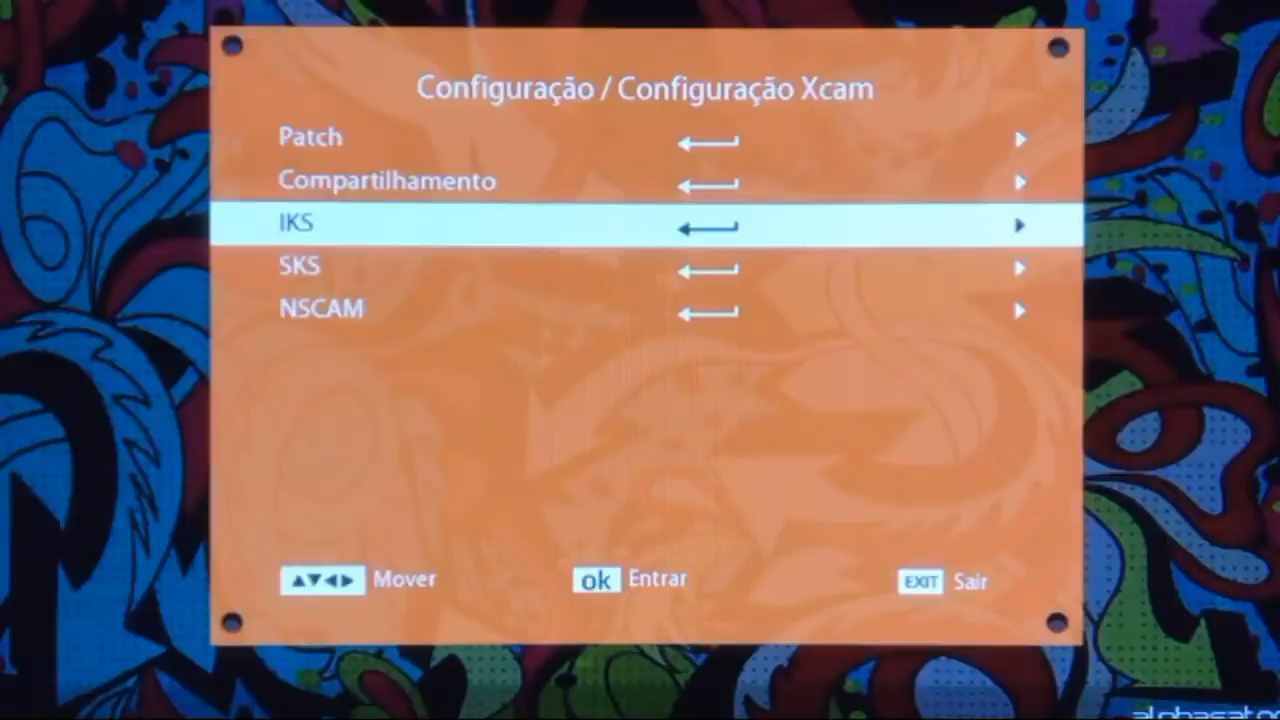 Configuração / Configuração Xcam
Patch
Compartilhamento
IKS
SKS
NSCAM
Mover
ok Entrar
EXIT Sair